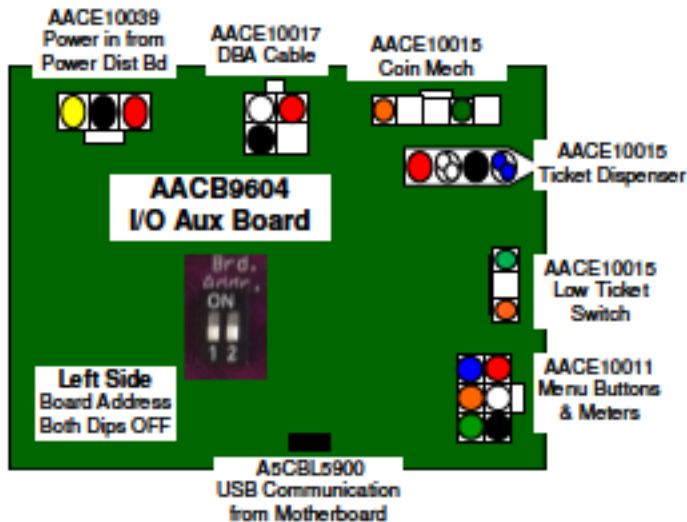 AACE10039
Power in from
Power Dist Bd
AACE10017
DBA Cable
AACE10015
Coin Mech
AACE10015
Ticket Dispenser
AACB9604
I/O Aux Board
Brd.
Addr.
ON
1 2
AACE10015
Low Ticket
Switch
AACE10011
Menu Buttons
& Meters
Left Side
Board Address
Both Dips OFF
A5CBL5900
USB Communication
from Motherboard